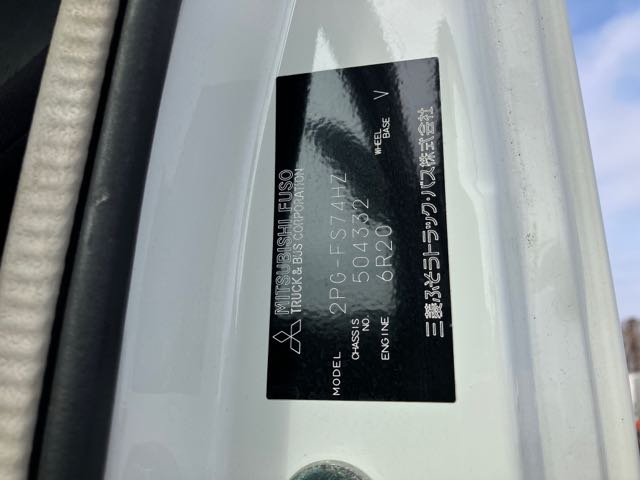 MITSUBISHI FUSO
TRUCK & BUS CORPORATION
MODEL 2PG-FS74HZ
CHASSIS NO. 504332
ENGINE 6R20 WHEEL BASE V
三菱ふそうトラック・バス株式会社